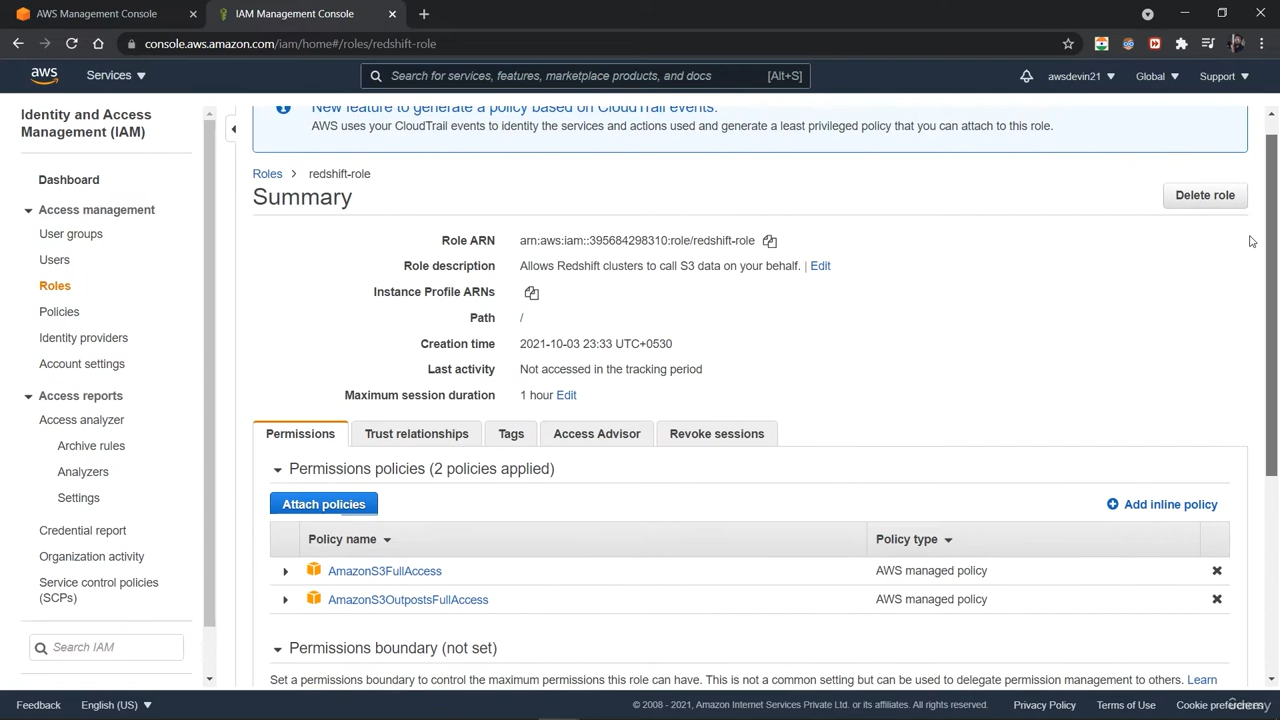 AWS Management Console
IAM Management Console
console.aws.amazon.com/iam/home#/roles/redshift-role
aws
Services
Search for services, features, marketplace products, and docs
[Alt+S]
awsdevin21
Global
Support
Identity and Access
Management (IAM)
Dashboard
Access management
User groups
Users
Roles
Policies
Identity providers
Account settings
Access reports
Access analyzer
Archive rules
Analyzers
Settings
Credential report
Organization activity
Service control policies
(SCPs)
Search IAM
New feature to generate a policy based on CloudTrail events.
AWS uses your CloudTrail events to identify the services and actions used and generate a least privileged policy that you can attach to this role.
Roles > redshift-role
Summary
Delete role
Role ARN arn:aws:iam::395684298310:role/redshift-role
Role description Allows Redshift clusters to call S3 data on your behalf. | Edit
Instance Profile ARNs
Path /
Creation time 2021-10-03 23:33 UTC+0530
Last activity Not accessed in the tracking period
Maximum session duration 1 hour Edit
Permissions
Trust relationships
Tags
Access Advisor
Revoke sessions
Permissions policies (2 policies applied)
Attach policies
Add inline policy
Policy name
Policy type
AmazonS3FullAccess AWS managed policy
AmazonS3OutpostsFullAccess AWS managed policy
Permissions boundary (not set)
Set a permissions boundary to control the maximum permissions this role can have. This is not a common setting but can be used to delegate permission management to others. Learn
Feedback
English (US)
© 2008 - 2021, Amazon Internet Services Private Ltd. or its affiliates. All rights reserved.
Privacy Policy
Terms of Use
Cookie preferences